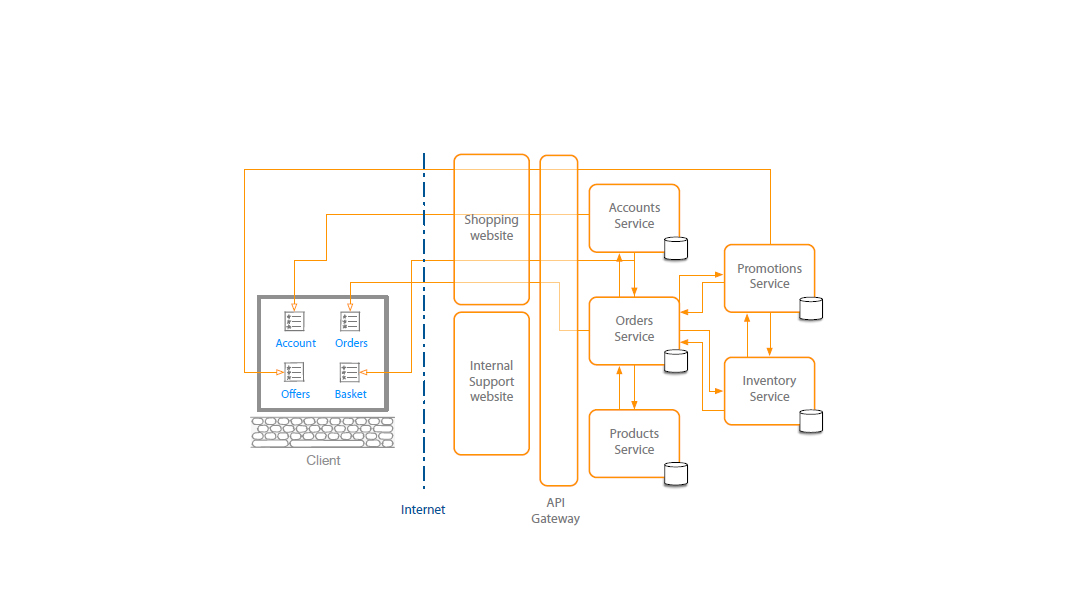 Shopping
website
Internal
Support
website
API
Gateway
Accounts
Service
Orders
Service
Products
Service
Promotions
Service
Inventory
Service
Account
Orders
Offers
Basket
Client
Internet